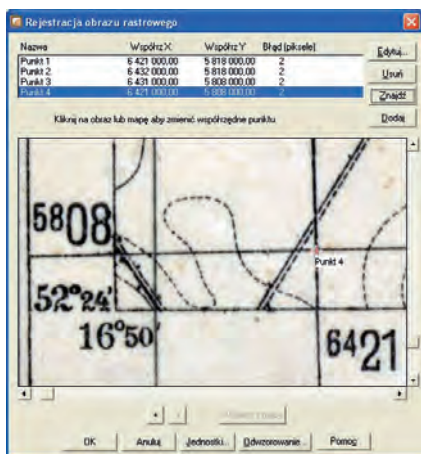 Rejestracja obrazu rastrowego
Nazwa Współrz X Współrz Y Błąd (piksele)
Punkt 1 6 421 000,00 5 818 000,00 2
Punkt 2 6 432 000,00 5 818 000,00 2
Punkt 3 6 431 000,00 5 808 000,00 2
Punkt 4 6 421 000,00 5 808 000,00 2
Edytuj...
Usuń
Znajdź
Dodaj
Kliknij na obraz lub mapę aby zmienić współrzędne punktu
5808
Punkt 4
52°24'
16°50'
6421
OK Anuluj Jednostki... Odwzorowanie... Pomoc